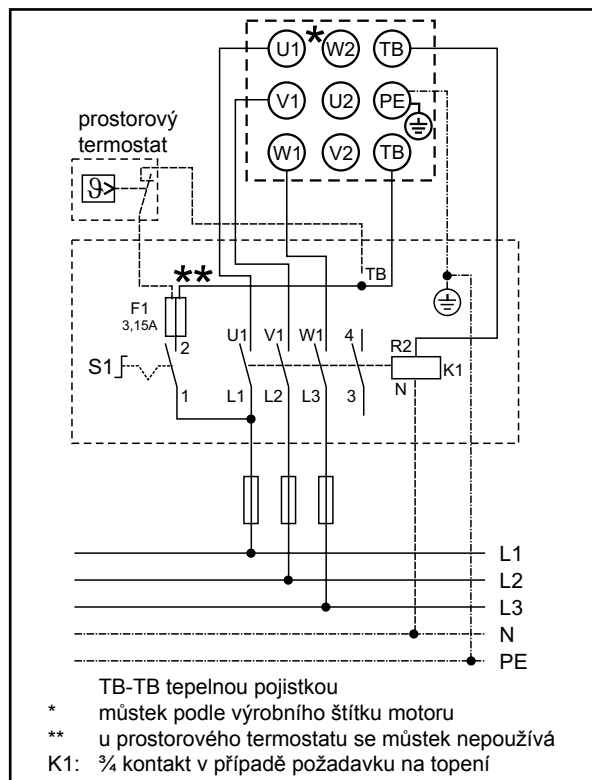 U1 * W2 TB
V1 U2 PE
W1 V2 TB
prostorový
termostat
ϑ>
** TB
F1
3,15A
U1 V1 W1 4
2 R2
S1 K1
N
1 L1 L2 L3 3
L1
L2
L3
N
PE
TB-TB tepelnou pojistkou
* můstek podle výrobního štítku motoru
** u prostorového termostatu se můstek nepoužívá
K1: ¾ kontakt v případě požadavku na topení